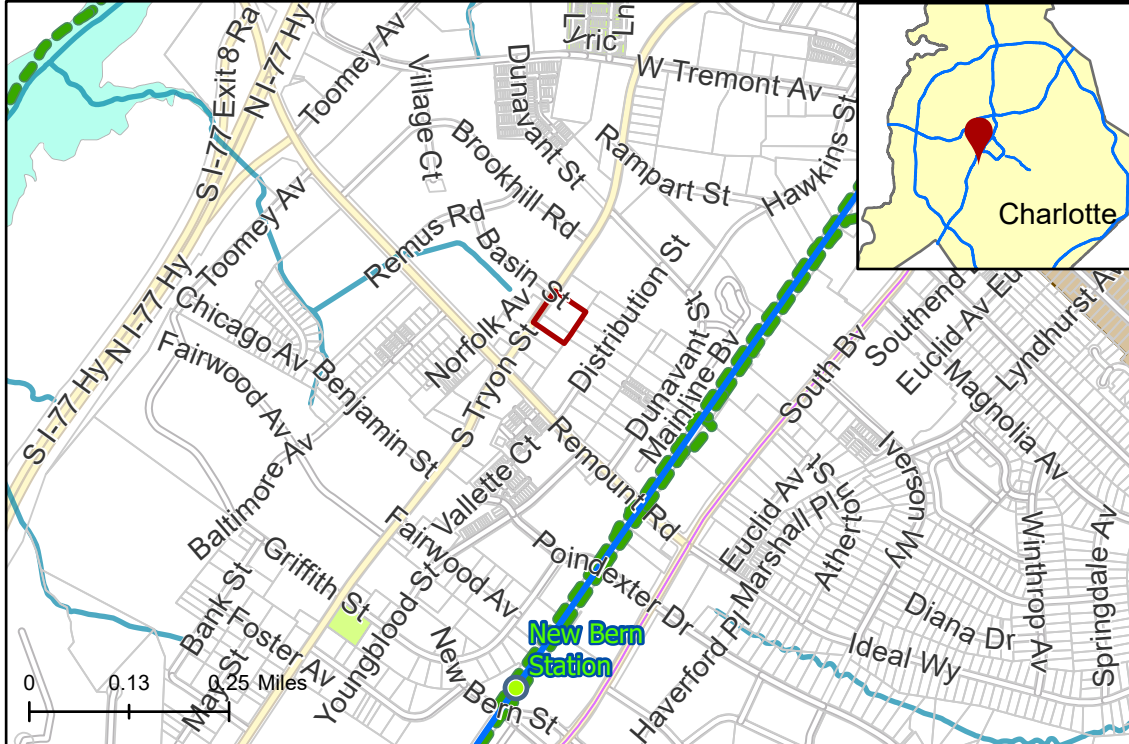 S I-77 Exit 8 Ra
N I-77 Hy
Toomey Av
Village Ct
Dunavant St
Lyric Ln
W Tremont Av
Brookhill Rd
Rampart St
Hawkins St
Charlotte
Toomey Av
Remus Rd
Basin St
Distribution St
Norfolk Av
S I-77 Hy
N I-77 Hy
Chicago Av
Fairwood Av
Benjamin St
S Tryon St
Dunavant St
Mainline Bv
South Bv
Southend
Euclid Av
Eu
Lyndhurst Av
Magnolia Av
Iverson Wy
Baltimore Av
Vallette Ct
Remount Rd
Euclid Av
Marshall Pl
Atherton St
Winthrop Av
Springdale Av
Fairwood Av
Poindexter Dr
Griffith St
Bank St
Foster Av
Youngblood St
New Bern St
New Bern
Station
Haverford Pl
Diana Dr
Ideal Wy
May St
0 0.13 0.25 Miles